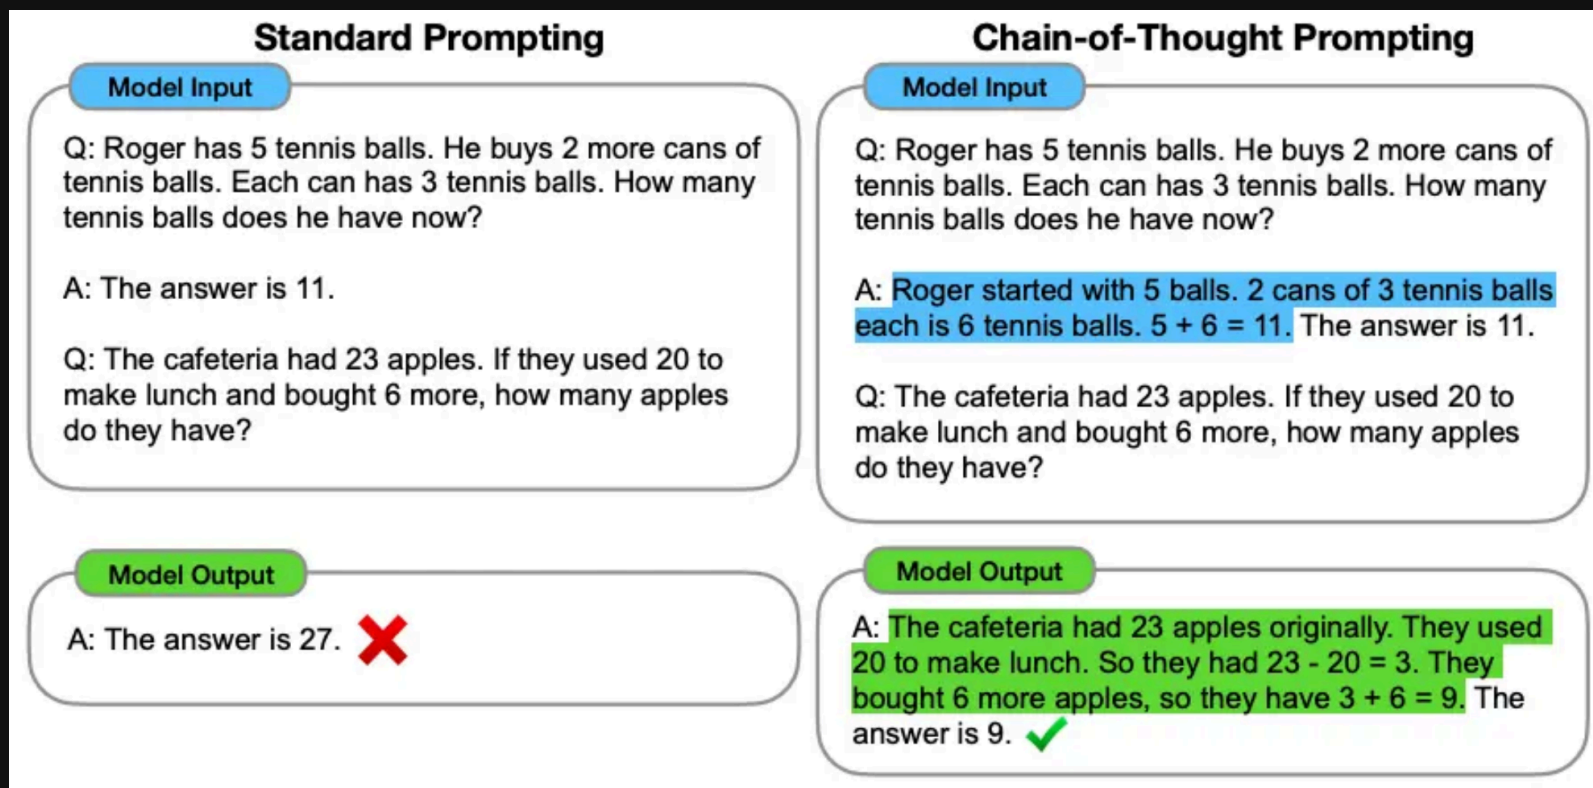 Standard Prompting
Model Input
Q: Roger has 5 tennis balls. He buys 2 more cans of
tennis balls. Each can has 3 tennis balls. How many
tennis balls does he have now?
A: The answer is 11.
Q: The cafeteria had 23 apples. If they used 20 to
make lunch and bought 6 more, how many apples
do they have?
Model Output
A: The answer is 27.
Chain-of-Thought Prompting
Model Input
Q: Roger has 5 tennis balls. He buys 2 more cans of
tennis balls. Each can has 3 tennis balls. How many
tennis balls does he have now?
A: Roger started with 5 balls. 2 cans of 3 tennis balls
each is 6 tennis balls. 5 + 6 = 11. The answer is 11.
Q: The cafeteria had 23 apples. If they used 20 to
make lunch and bought 6 more, how many apples
do they have?
Model Output
A: The cafeteria had 23 apples originally. They used
20 to make lunch. So they had 23 - 20 = 3. They
bought 6 more apples, so they have 3 + 6 = 9. The
answer is 9.